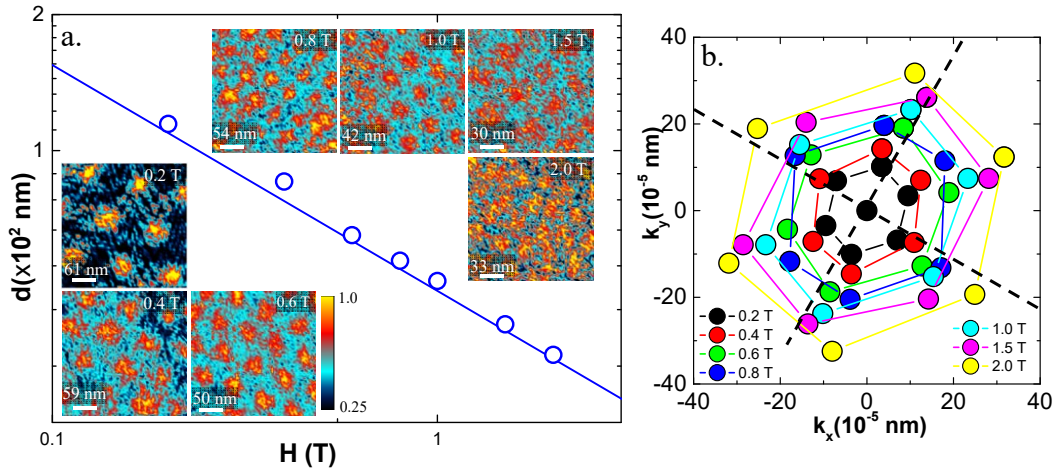 a.
0.8 T
1.0 T
1.5 T
54 nm
42 nm
30 nm
0.2 T
61 nm
2.0 T
33 nm
0.4 T
0.6 T
59 nm
50 nm
1.0
0.25
2
1
d(×10² nm)
0.1
1
H (T)
b.
40
20
0
-20
-40
k_y(10⁻⁵ nm)
0.2 T
0.4 T
0.6 T
0.8 T
1.0 T
1.5 T
2.0 T
-40
-20
0
20
40
k_x(10⁻⁵ nm)